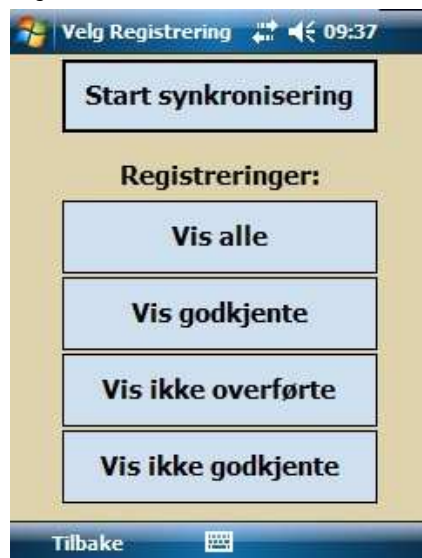 Velg Registrering 09:37
Start synkronisering
Registreringer:
Vis alle
Vis godkjente
Vis ikke overførte
Vis ikke godkjente
Tilbake